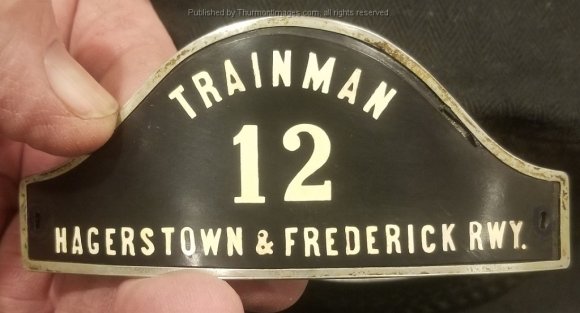 Published by ThurmontImages.com, all rights reserved
TRAINMAN
12
HAGERSTOWN & FREDERICK RWY.